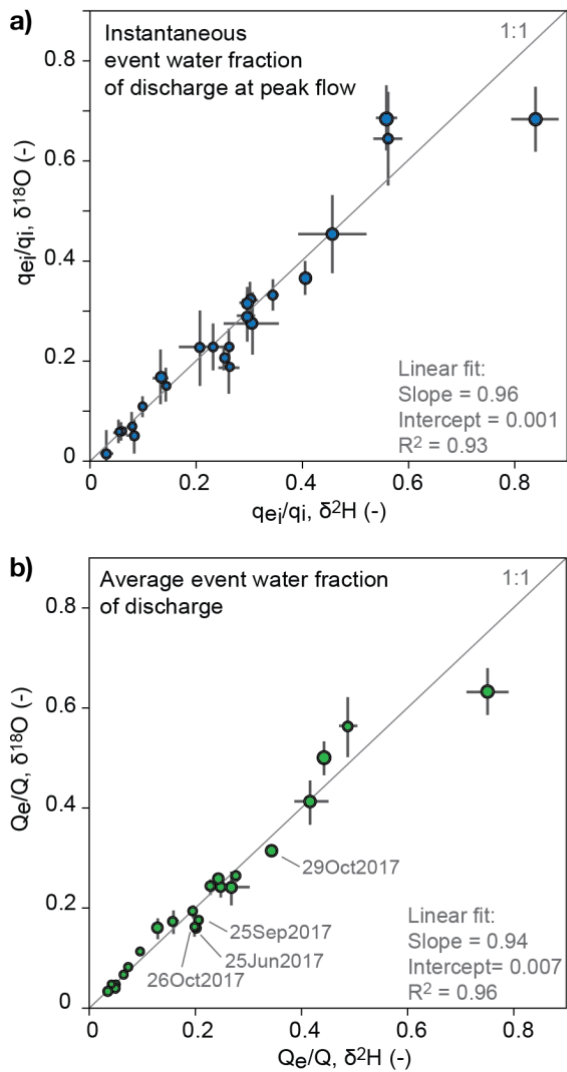 a)
Instantaneous
event water fraction
of discharge at peak flow
1:1
0.8
0.6
0.4
0.2
0
qei/qi, δ¹⁸O (-)
Linear fit:
Slope = 0.96
Intercept = 0.001
R² = 0.93
0 0.2 0.4 0.6 0.8
qei/qi, δ²H (-)
b)
Average event water fraction
of discharge
1:1
0.8
0.6
0.4
0.2
0
Qe/Q, δ¹⁸O (-)
29Oct2017
25Sep2017
25Jun2017
26Oct2017
Linear fit:
Slope = 0.94
Intercept= 0.007
R² = 0.96
0 0.2 0.4 0.6 0.8
Qe/Q, δ²H (-)